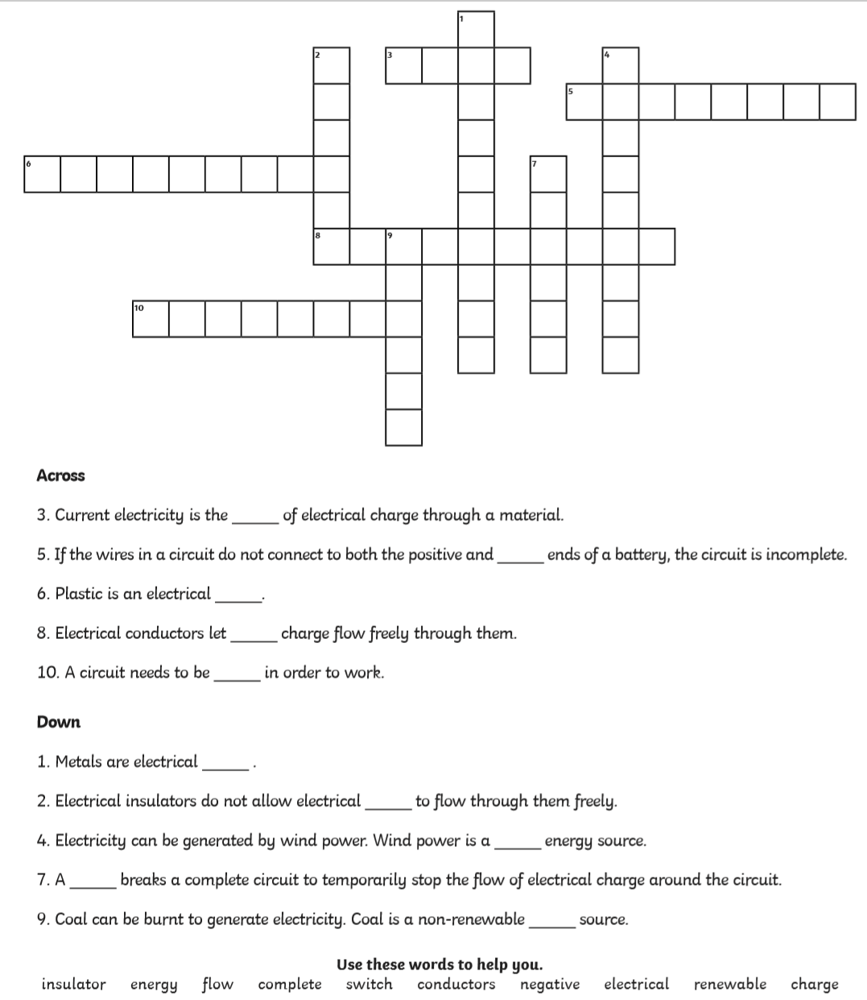 1
2
3
4
5
6
7
8
9
10
Across
3. Current electricity is the ______ of electrical charge through a material.
5. If the wires in a circuit do not connect to both the positive and ______ ends of a battery, the circuit is incomplete.
6. Plastic is an electrical ______.
8. Electrical conductors let ______ charge flow freely through them.
10. A circuit needs to be ______ in order to work.
Down
1. Metals are electrical ______ .
2. Electrical insulators do not allow electrical ______ to flow through them freely.
4. Electricity can be generated by wind power. Wind power is a ______ energy source.
7. A ______ breaks a complete circuit to temporarily stop the flow of electrical charge around the circuit.
9. Coal can be burnt to generate electricity. Coal is a non-renewable ______ source.
Use these words to help you.
insulator energy flow complete switch conductors negative electrical renewable charge